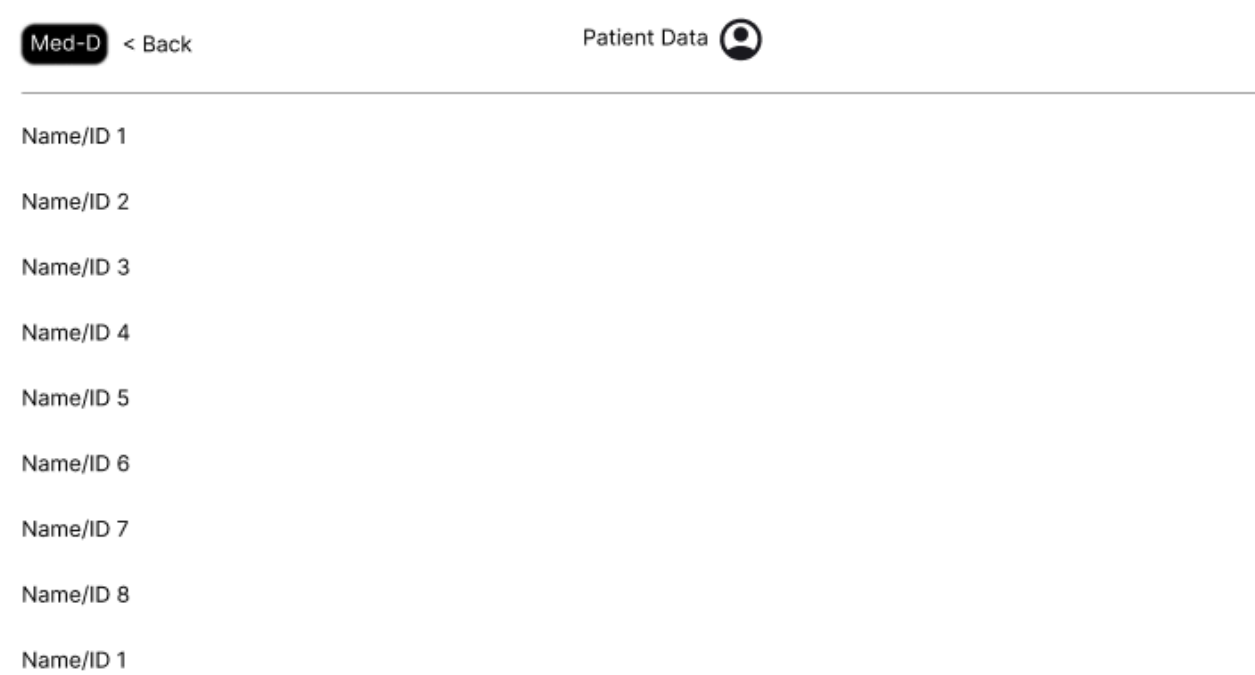 Med-D < Back Patient Data
Name/ID 1
Name/ID 2
Name/ID 3
Name/ID 4
Name/ID 5
Name/ID 6
Name/ID 7
Name/ID 8
Name/ID 1